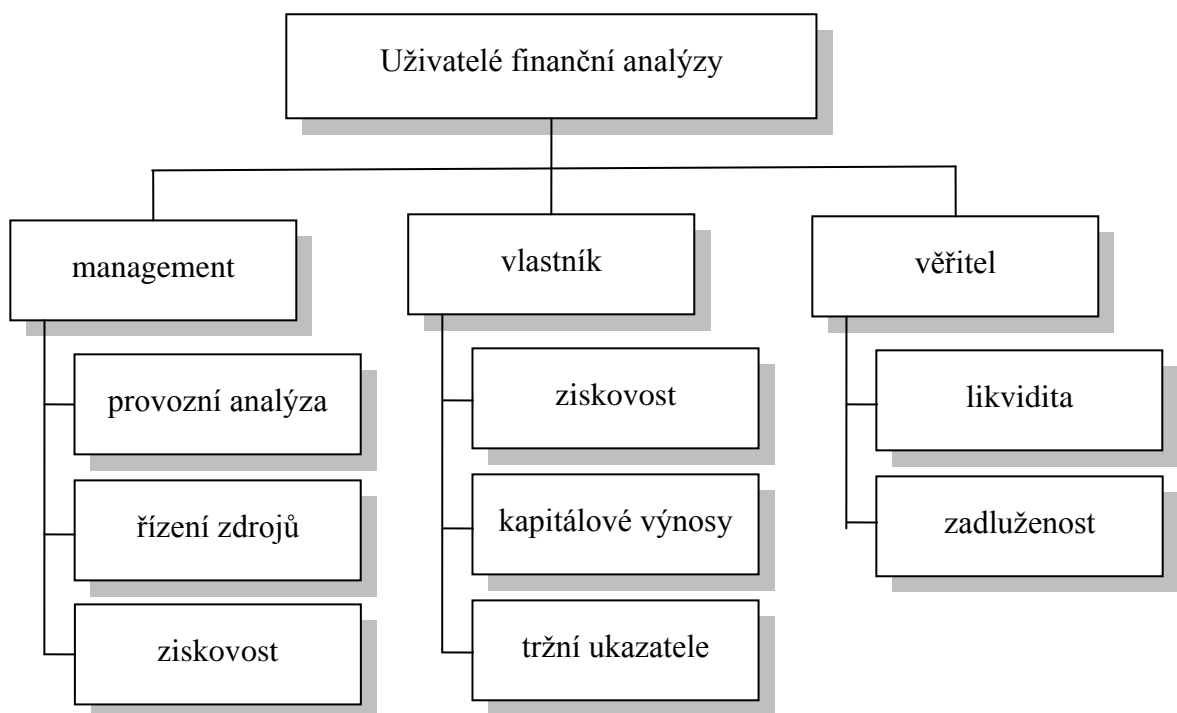 Uživatelé finanční analýzy
management
provozní analýza
řízení zdrojů
ziskovost
vlastník
ziskovost
kapitálové výnosy
tržní ukazatele
věřitel
likvidita
zadluženost